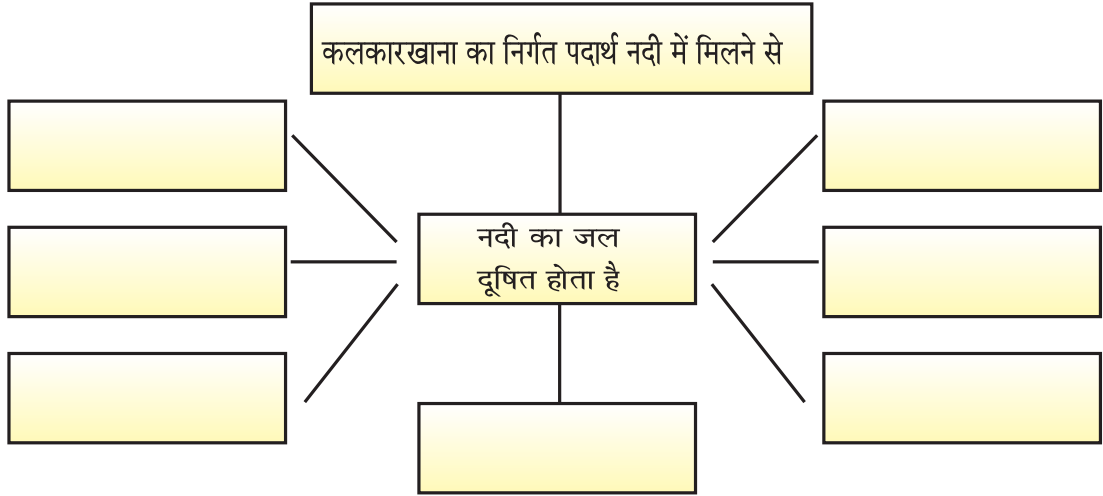 कलकारखाना का निर्गत पदार्थ नदी में मिलने से
नदी का जल
दूषित होता है